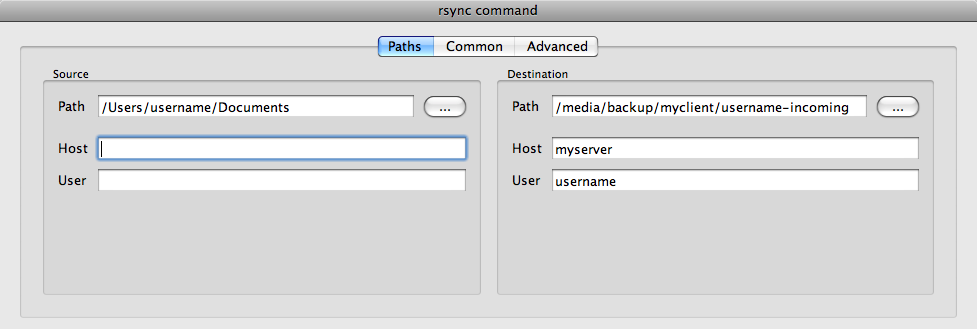 rsync command
Paths Common Advanced
Source
Path /Users/username/Documents ...
Host
User
Destination
Path /media/backup/myclient/username-incoming ...
Host myserver
User username